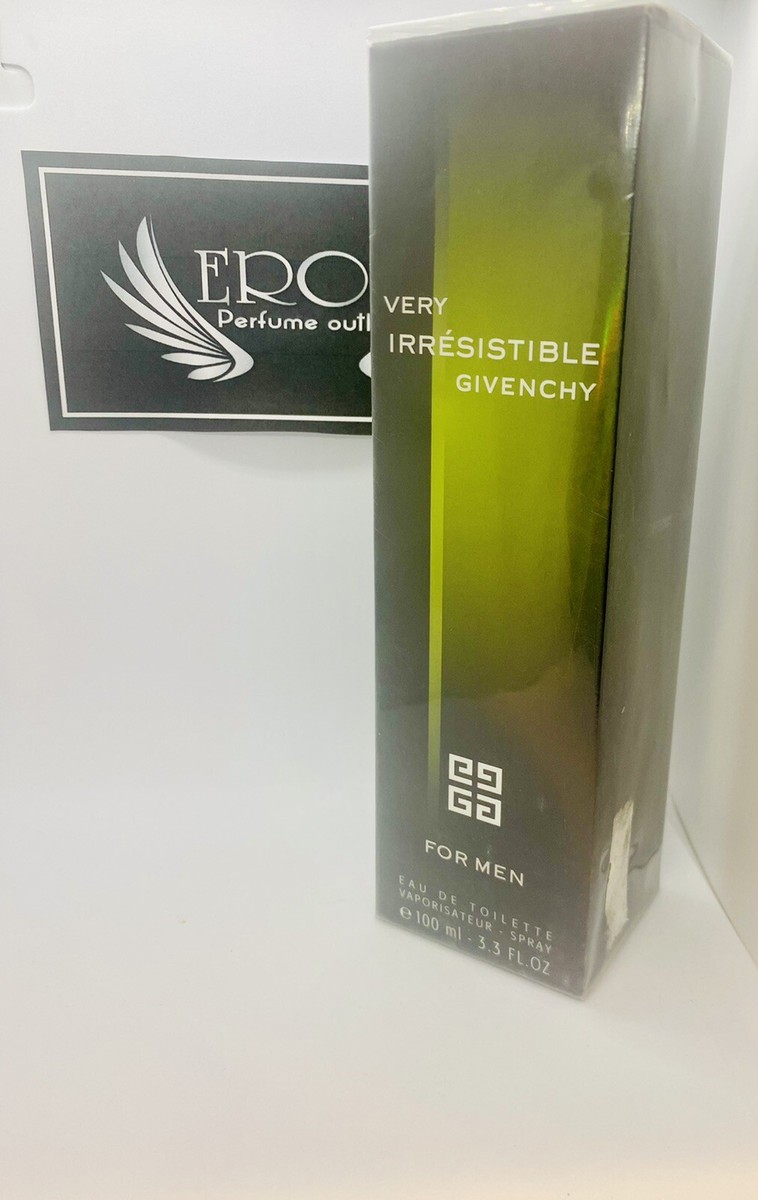 ERO
Perfume outl
VERY
IRRÉSISTIBLE
GIVENCHY
FOR MEN
EAU DE TOILETTE
VAPORISATEUR - SPRAY
℮ 100 ml - 3.3 FL.OZ